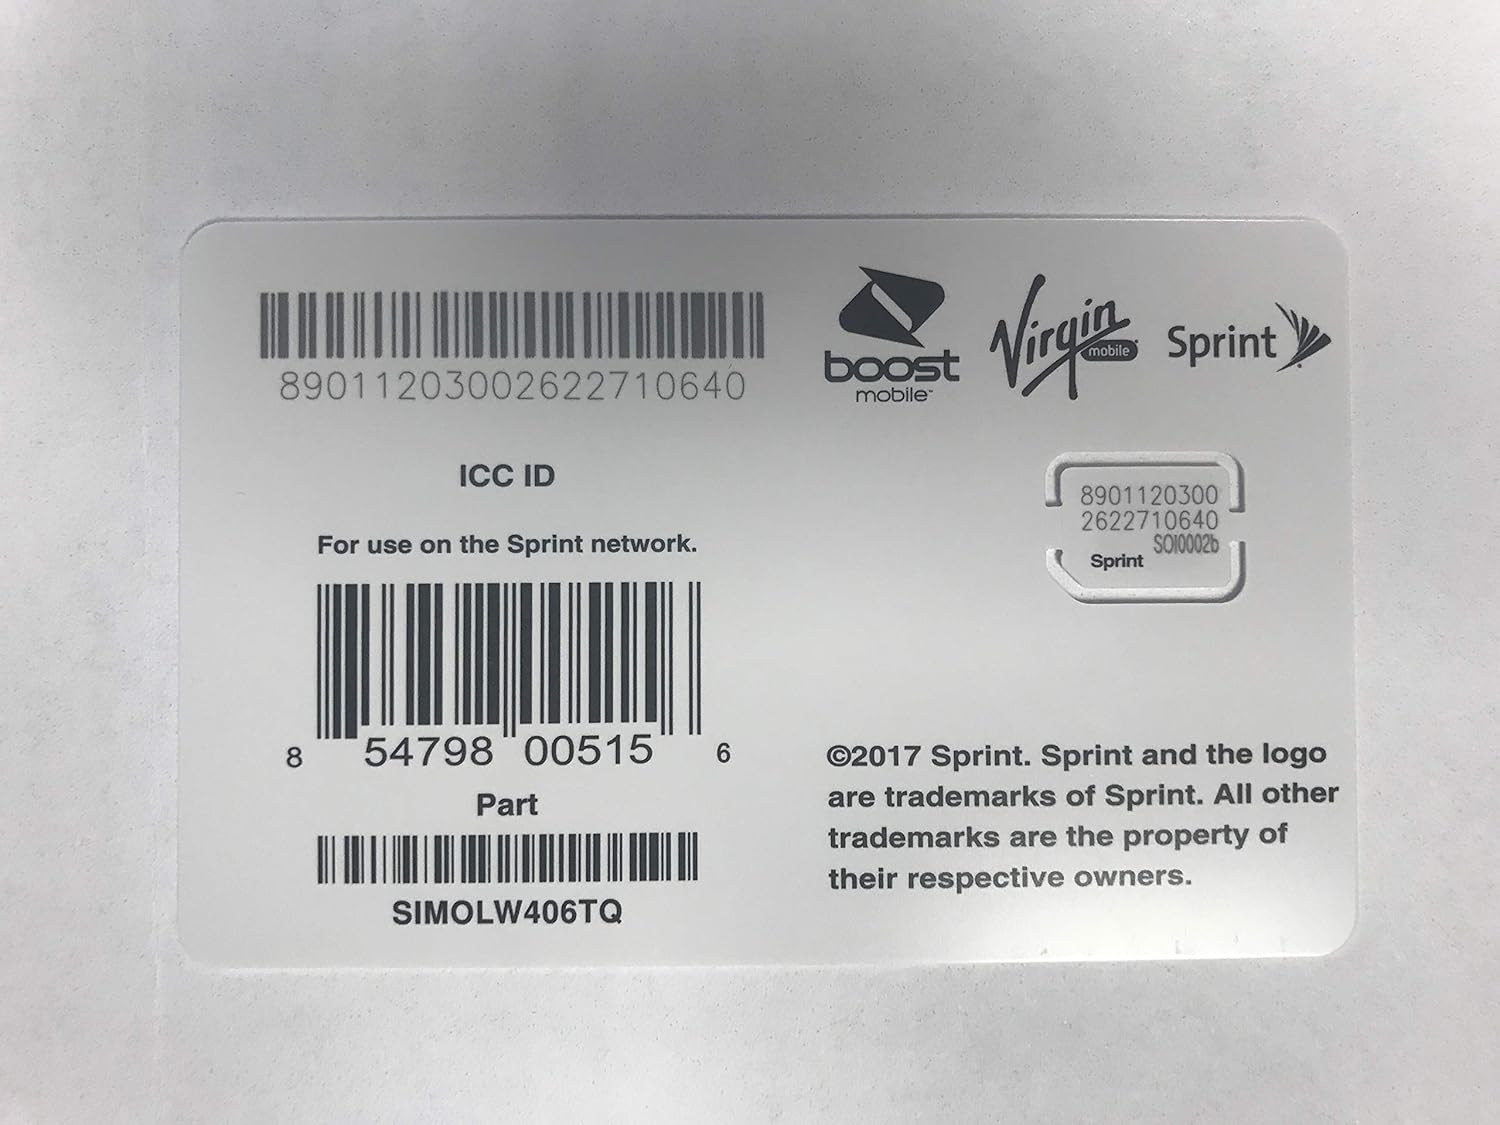 89011203002622710640
ICC ID
For use on the Sprint network.
8 54798 00515 6
Part
SIMOLW406TQ
boost
mobile™
Virgin
mobile
Sprint
8901120300
2622710640
SOI0002b
Sprint
©2017 Sprint. Sprint and the logo
are trademarks of Sprint. All other
trademarks are the property of
their respective owners.